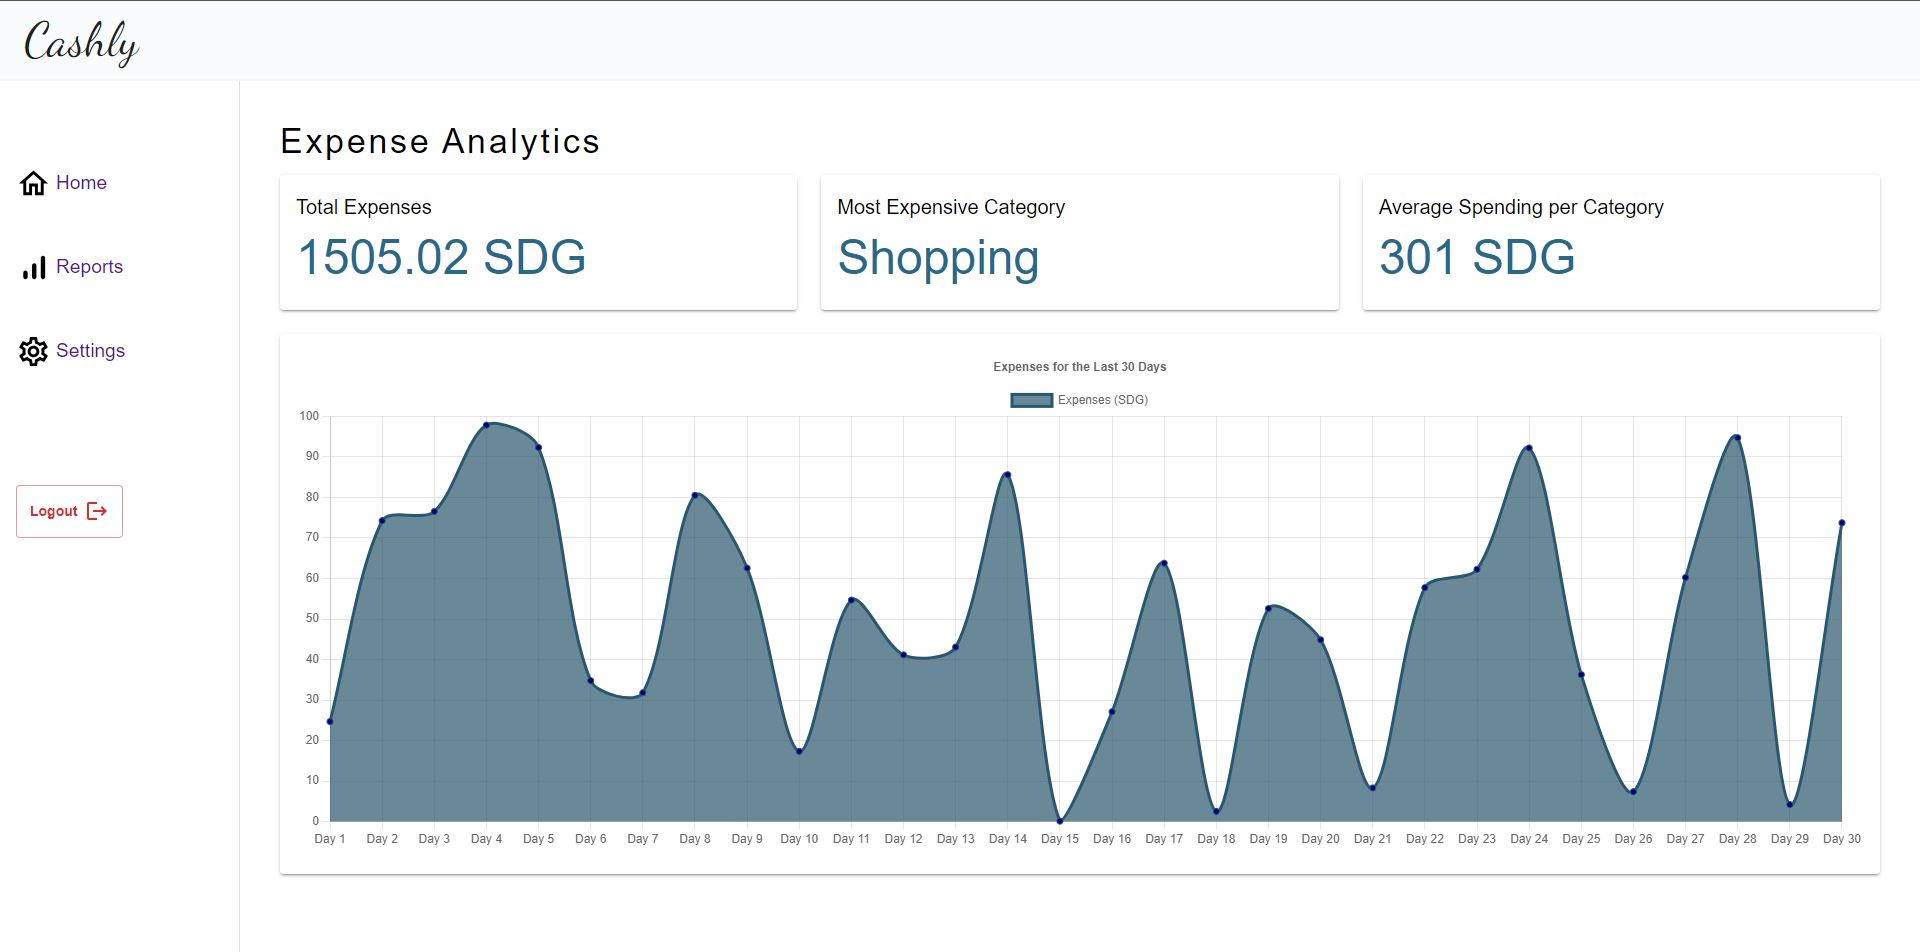 Cashly
Home
Reports
Settings
Logout
Expense Analytics
Total Expenses
1505.02 SDG
Most Expensive Category
Shopping
Average Spending per Category
301 SDG
Expenses for the Last 30 Days
Expenses (SDG)
100
90
80
70
60
50
40
30
20
10
0
Day 1 Day 2 Day 3 Day 4 Day 5 Day 6 Day 7 Day 8 Day 9 Day 10 Day 11 Day 12 Day 13 Day 14 Day 15 Day 16 Day 17 Day 18 Day 19 Day 20 Day 21 Day 22 Day 23 Day 24 Day 25 Day 26 Day 27 Day 28 Day 29 Day 30